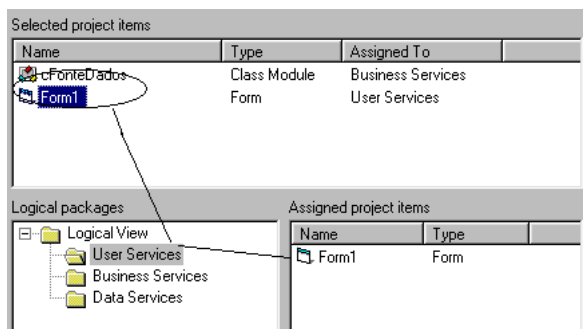 Selected project items
Name Type Assigned To
cFonteDados Class Module Business Services
Form1 Form User Services
Logical packages
Logical View
User Services
Business Services
Data Services
Assigned project items
Name Type
Form1 Form